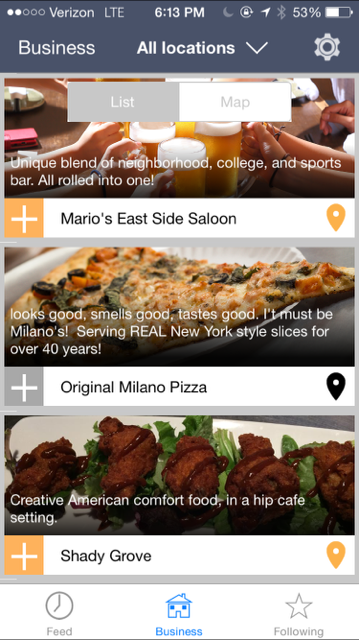 Verizon LTE 6:13 PM 53%
Business All locations
List Map
Unique blend of neighborhood, college, and sports
bar. All rolled into one!
Mario's East Side Saloon
looks good, smells good, tastes good. I't must be
Milano's! Serving REAL New York style slices for
over 40 years!
Original Milano Pizza
Creative American comfort food, in a hip cafe
setting.
Shady Grove
Feed Business Following